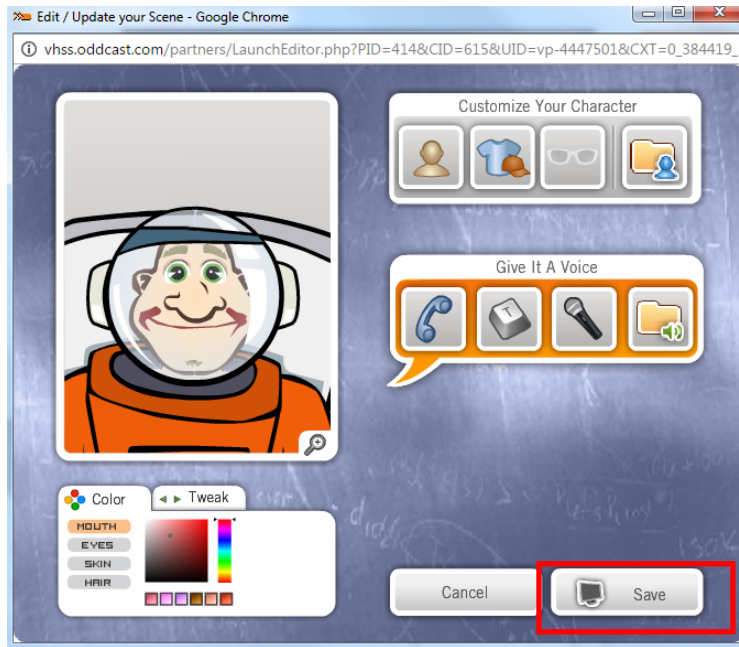 Edit / Update your Scene - Google Chrome
vhss.oddcast.com/partners/LaunchEditor.php?PID=414&CID=615&UID=vp-4447501&CXT=0_384419_
Customize Your Character
Give It A Voice
T
Color
Tweak
MOUTH
EYES
SKIN
HAIR
Cancel
Save